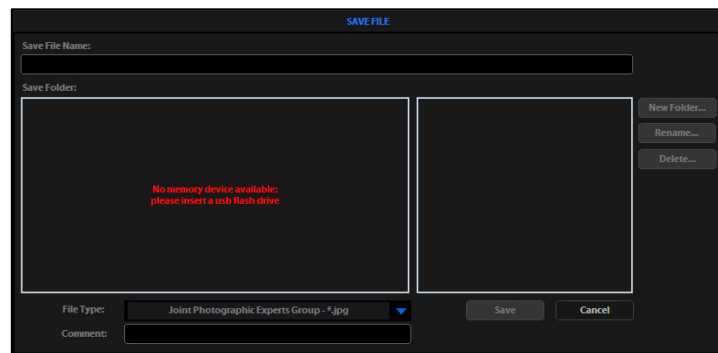 SAVE FILE
Save File Name:
Save Folder:
New Folder...
Rename...
Delete...
No memory device available:
please insert a usb flash drive
File Type:
Joint Photographic Experts Group - *.jpg
Save
Cancel
Comment: